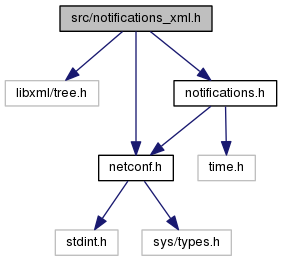 src/notifications_xml.h
libxml/tree.h
notifications.h
netconf.h
time.h
stdint.h
sys/types.h